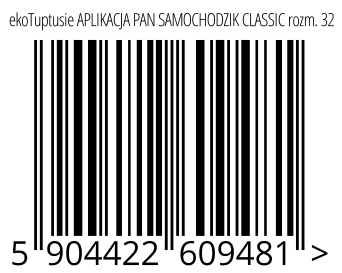 ekoTuptusie APLIKACJA PAN SAMOCHODZIK CLASSIC rozm. 32
5 904422 609481 >